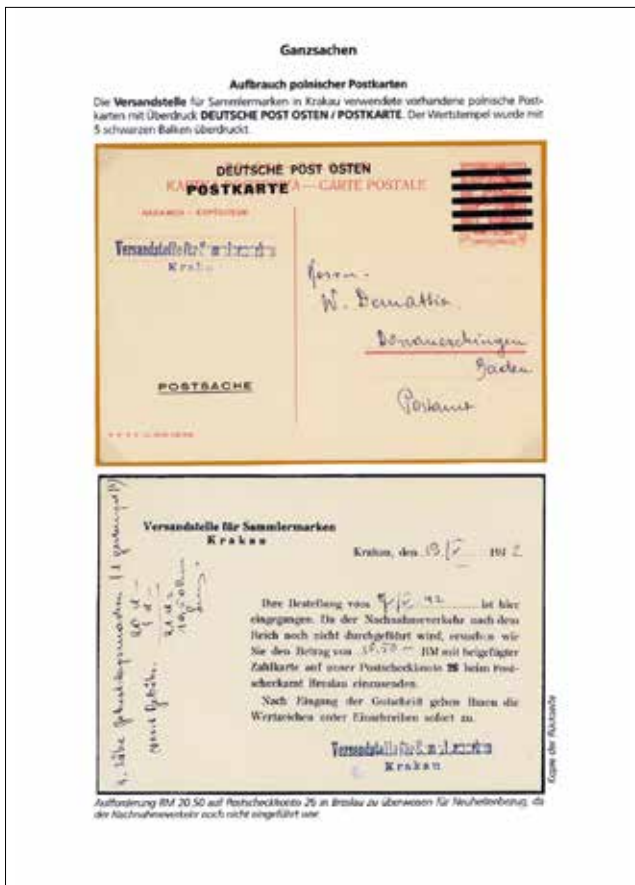 Ganzsachen
Aufbrauch polnischer Postkarten
Die Versandstelle für Sammlermarken in Krakau verwendete vorhandene polnische Post-
karten mit Überdruck DEUTSCHE POST OSTEN / POSTKARTE. Der Wertstempel wurde mit
5 schwarzen Balken überdruckt.
DEUTSCHE POST OSTEN
POSTKARTE – CARTE POSTALE
Versandstelle für
Krakau
Herrn
W.
Donaueschingen
Baden
Postamt
POSTSACHE
Versandstelle für Sammlermarken
Krakau
Krakau, den 194 2
Ihre Bestellung vom 42 ist hier
eingegangen. Da der Nachnahmeverkehr nach dem
Reich noch nicht durchgeführt wird, ersuchen wir
Sie den Betrag von RM mit beigefügter
Zahlkarte auf unser Postscheckkonto 26 beim Post-
scheckamt Breslau einzusenden.
Nach Eingang der Gutschrift gehen Ihnen die
Wertzeichen unter Einschreiben sofort zu.
Versandstelle für
Krakau
Kopie der Rückseite
Aufforderung RM 20.50 auf Postscheckkonto 26 in Breslau zu überweisen für Neuheitenbezug, da
der Nachnahmeverkehr noch nicht eingeführt war.